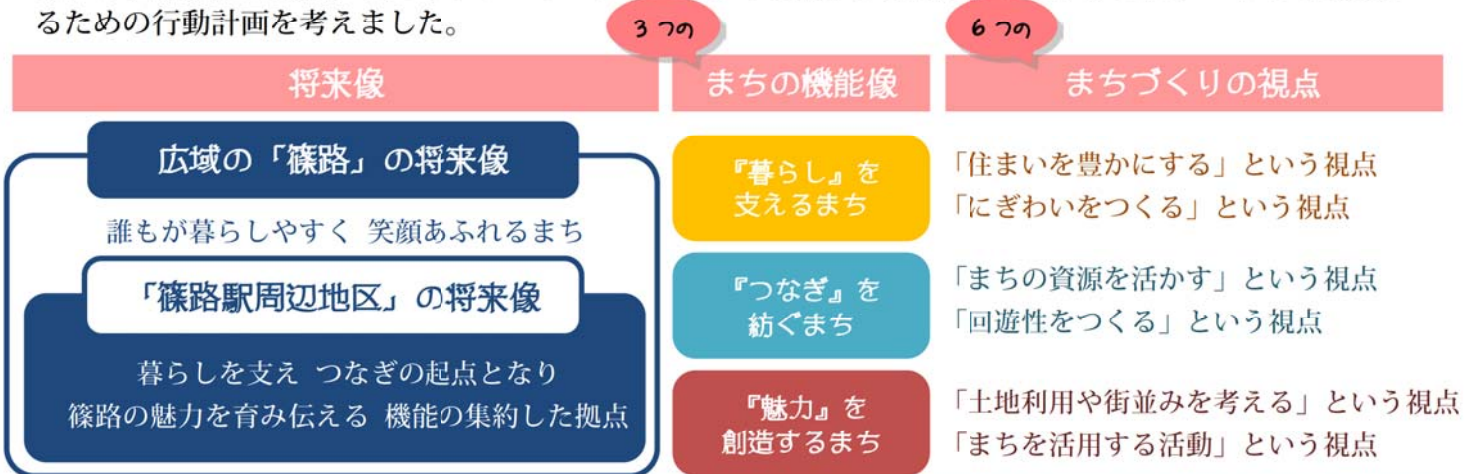 るための行動計画を考えました。
3つの
6つの
将来像
まちの機能像
まちづくりの視点
広域の「篠路」の将来像
誰もが暮らしやすく 笑顔あふれるまち
「篠路駅周辺地区」の将来像
暮らしを支え つなぎの起点となり
篠路の魅力を育み伝える 機能の集約した拠点
『暮らし』を
支えるまち
「住まいを豊かにする」という視点
「にぎわいをつくる」という視点
『つなぎ』を
紡ぐまち
「まちの資源を活かす」という視点
「回遊性をつくる」という視点
『魅力』を
創造するまち
「土地利用や街並みを考える」という視点
「まちを活用する活動」という視点